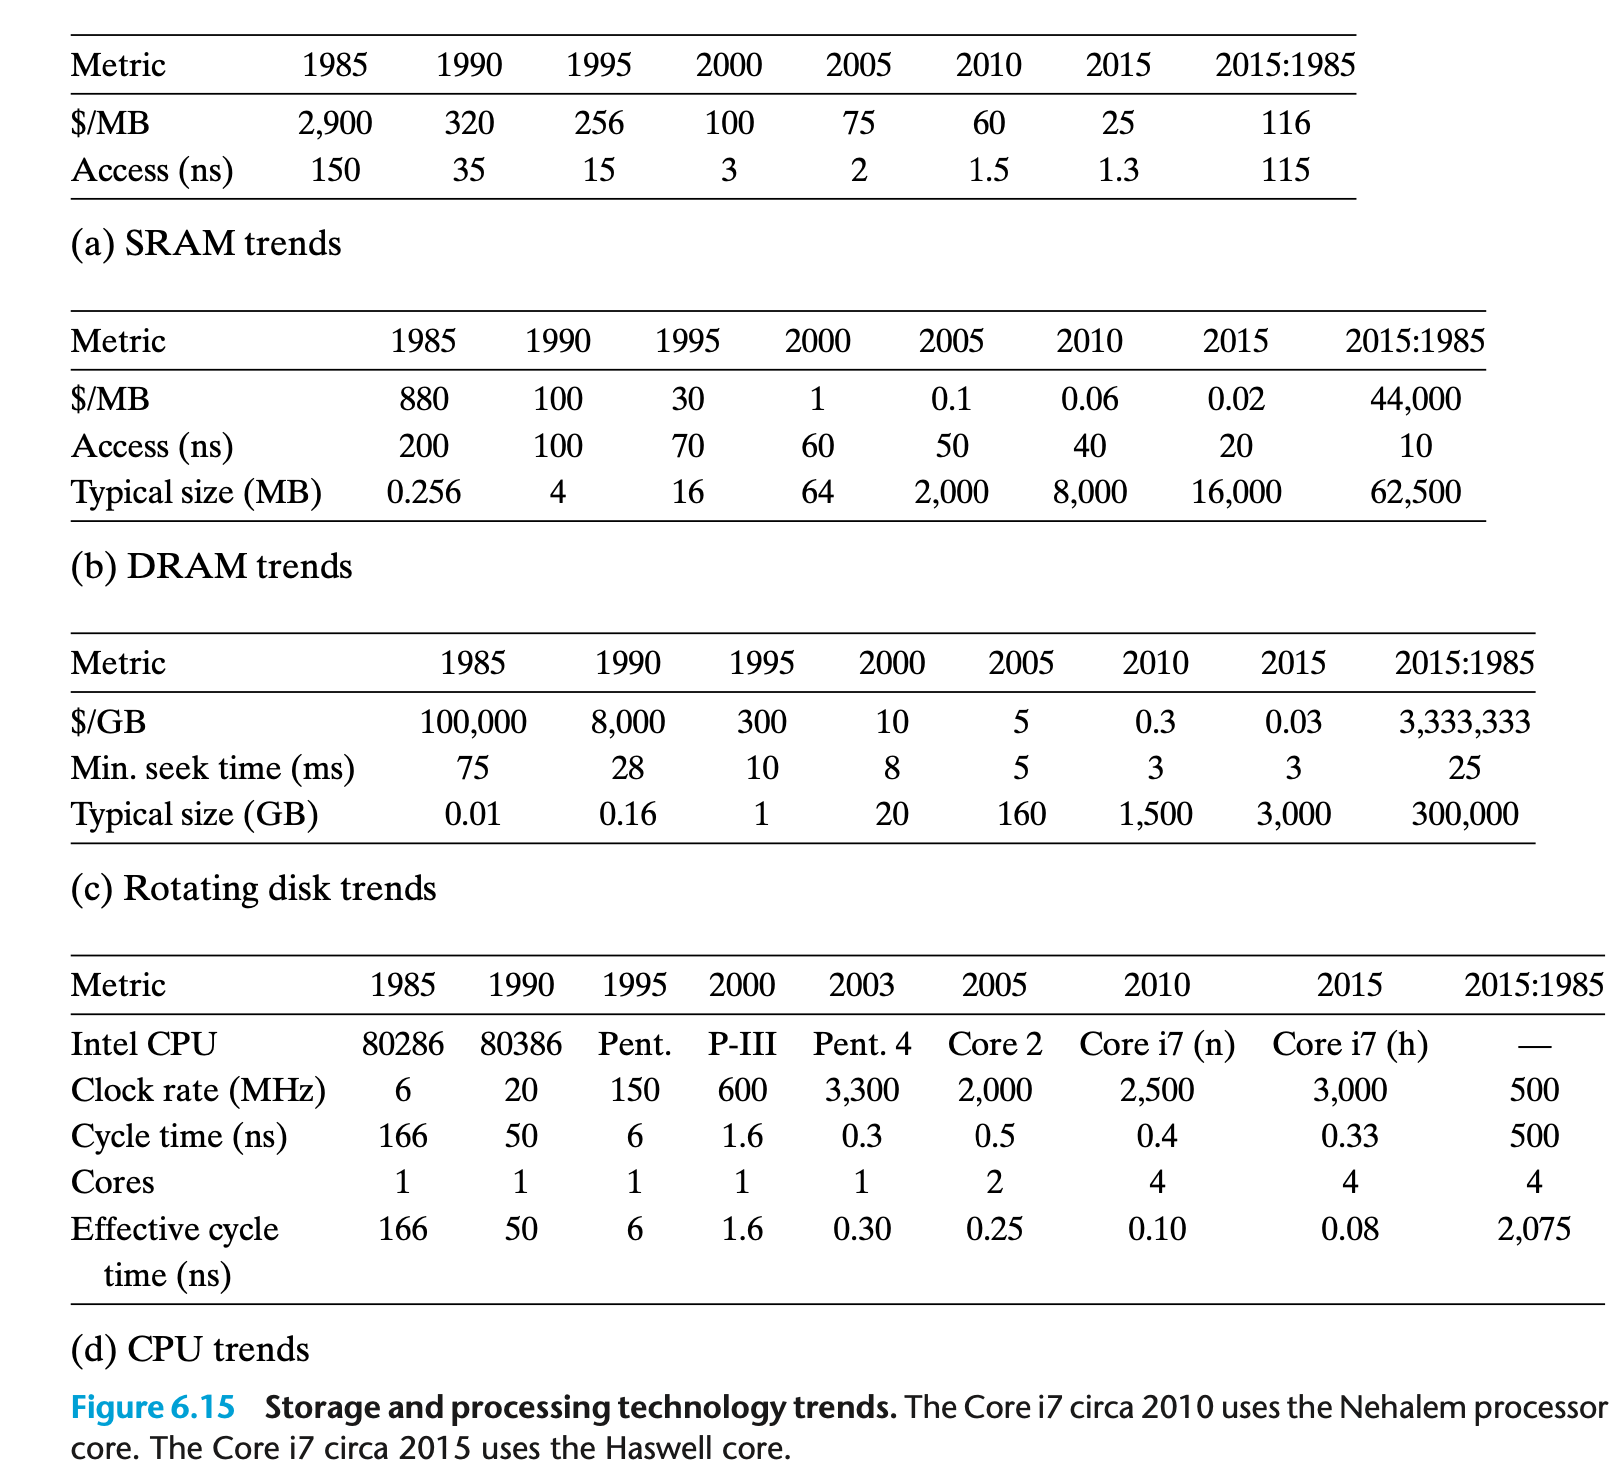 Metric 1985 1990 1995 2000 2005 2010 2015 2015:1985
$/MB 2,900 320 256 100 75 60 25 116
Access (ns) 150 35 15 3 2 1.5 1.3 115
(a) SRAM trends
Metric 1985 1990 1995 2000 2005 2010 2015 2015:1985
$/MB 880 100 30 1 0.1 0.06 0.02 44,000
Access (ns) 200 100 70 60 50 40 20 10
Typical size (MB) 0.256 4 16 64 2,000 8,000 16,000 62,500
(b) DRAM trends
Metric 1985 1990 1995 2000 2005 2010 2015 2015:1985
$/GB 100,000 8,000 300 10 5 0.3 0.03 3,333,333
Min. seek time (ms) 75 28 10 8 5 3 3 25
Typical size (GB) 0.01 0.16 1 20 160 1,500 3,000 300,000
(c) Rotating disk trends
Metric 1985 1990 1995 2000 2003 2005 2010 2015 2015:1985
Intel CPU 80286 80386 Pent. P-III Pent. 4 Core 2 Core i7 (n) Core i7 (h) —
Clock rate (MHz) 6 20 150 600 3,300 2,000 2,500 3,000 500
Cycle time (ns) 166 50 6 1.6 0.3 0.5 0.4 0.33 500
Cores 1 1 1 1 1 2 4 4 4
Effective cycle 166 50 6 1.6 0.30 0.25 0.10 0.08 2,075
time (ns)
(d) CPU trends
Figure 6.15 Storage and processing technology trends. The Core i7 circa 2010 uses the Nehalem processor
core. The Core i7 circa 2015 uses the Haswell core.